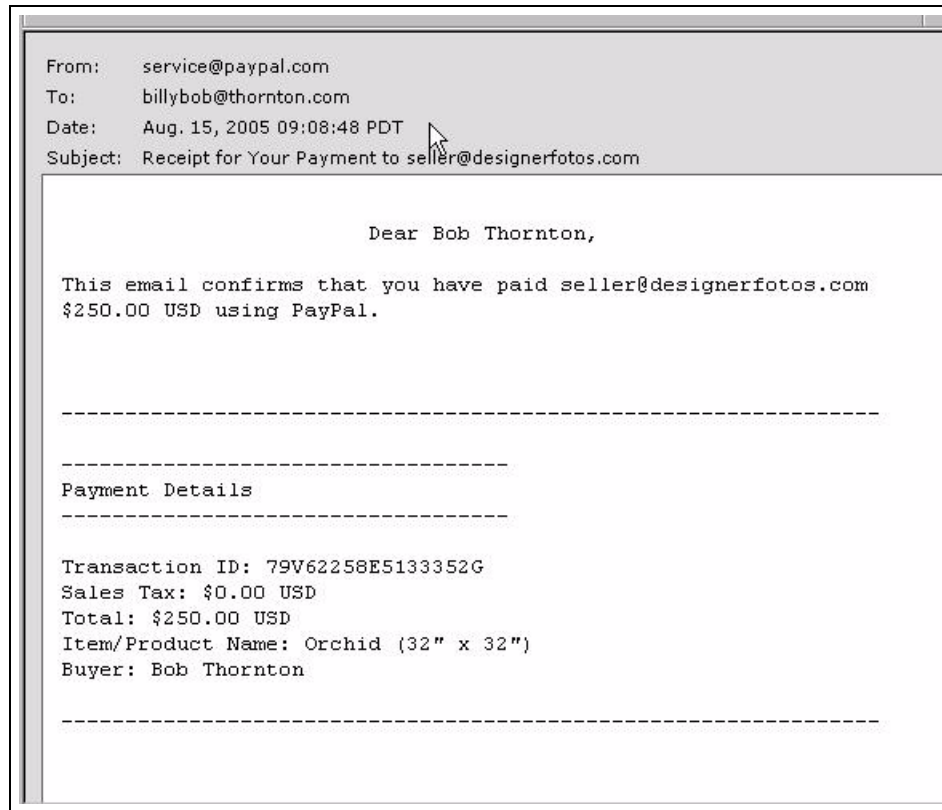 From: service@paypal.com
To: billybob@thornton.com
Date: Aug. 15, 2005 09:08:48 PDT
Subject: Receipt for Your Payment to seller@designerfotos.com
Dear Bob Thornton,
This email confirms that you have paid seller@designerfotos.com
$250.00 USD using PayPal.
----------------------------------------------------------------
-----------------------------------
Payment Details
-----------------------------------
Transaction ID: 79V62258E5133352G
Sales Tax: $0.00 USD
Total: $250.00 USD
Item/Product Name: Orchid (32" x 32")
Buyer: Bob Thornton
----------------------------------------------------------------